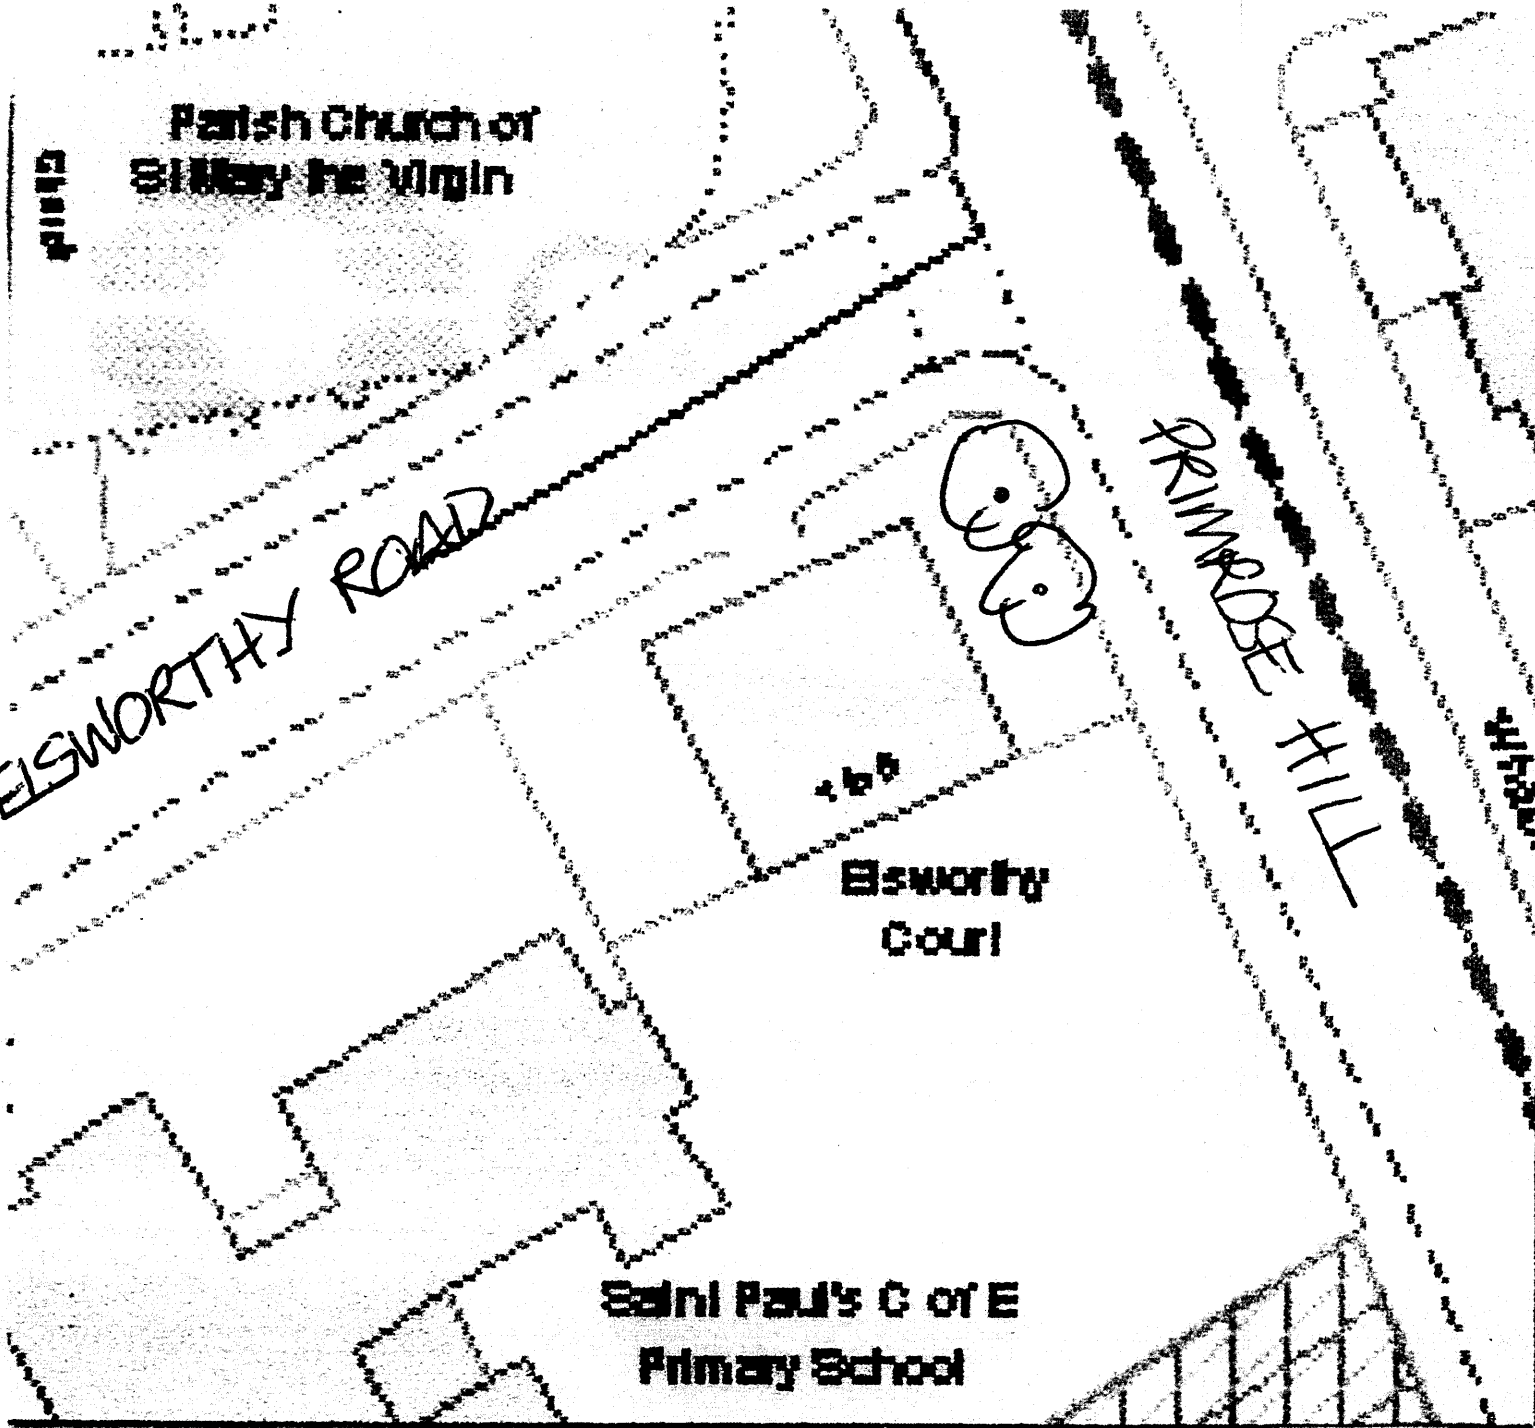 Parish Church of
St Mary the Virgin
ELSWORTHY ROAD
PRIMROSE HILL
Elsworthy
Court
Saint Paul's C of E
Primary School